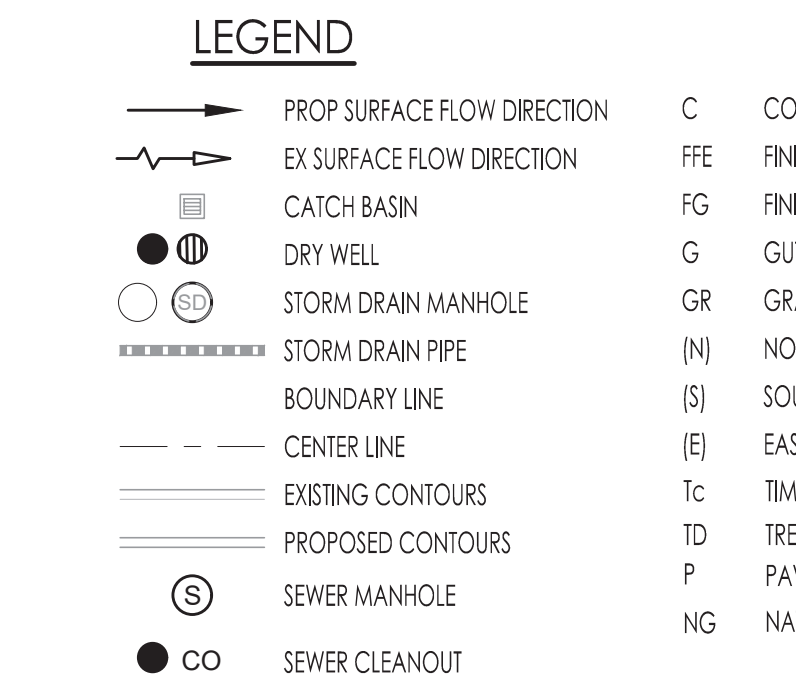 LEGEND
PROP SURFACE FLOW DIRECTION C
EX SURFACE FLOW DIRECTION FFE
CATCH BASIN FG
DRY WELL G
SD STORM DRAIN MANHOLE GR
STORM DRAIN PIPE (N)
BOUNDARY LINE (S)
CENTER LINE (E)
EXISTING CONTOURS Tc
PROPOSED CONTOURS TD
P
S SEWER MANHOLE
NG
CO SEWER CLEANOUT